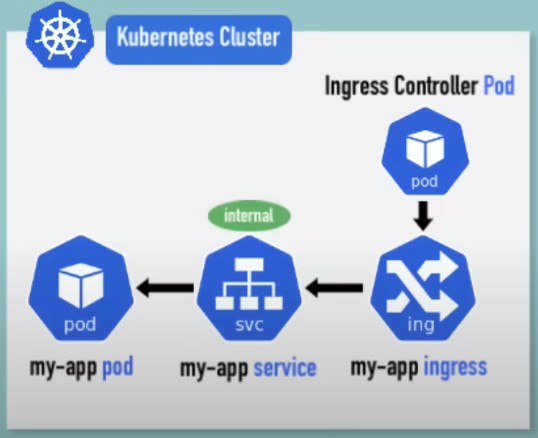 Kubernetes Cluster
Ingress Controller Pod
pod
internal
pod
svc
ing
my-app pod
my-app service
my-app ingress